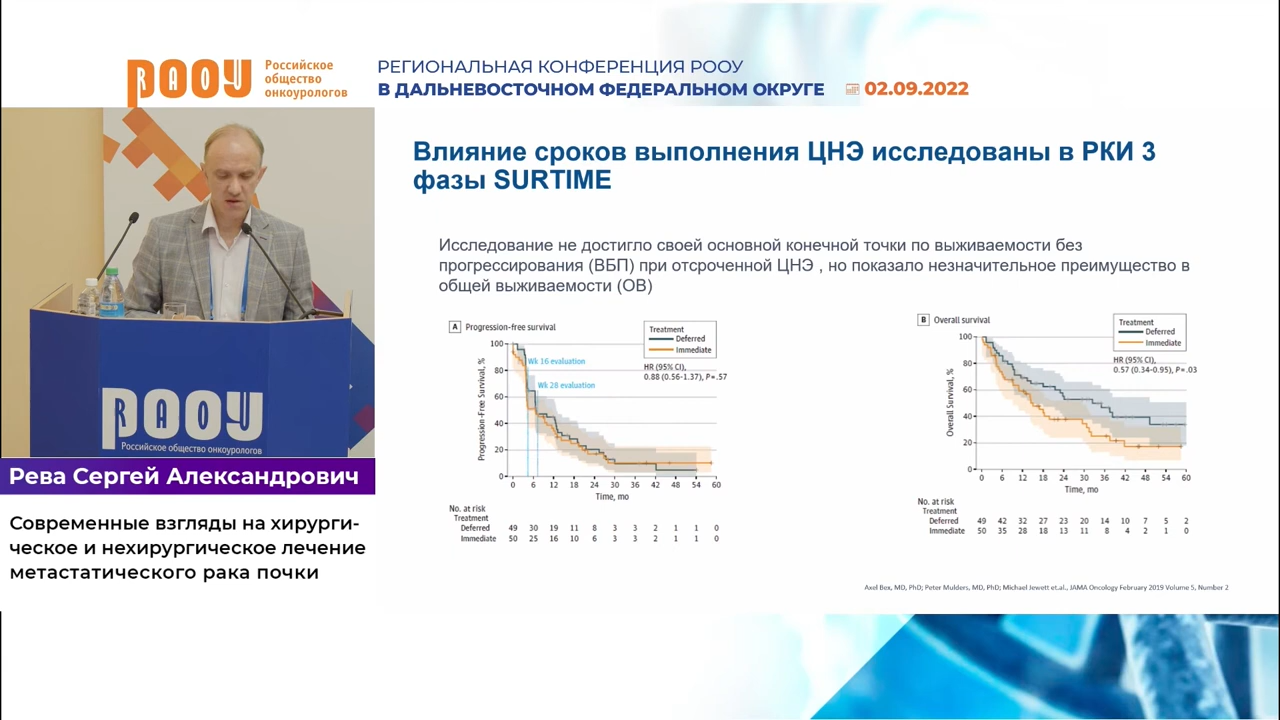 РООУ
Российское
общество
онкоурологов
РЕГИОНАЛЬНАЯ КОНФЕРЕНЦИЯ РООУ
В ДАЛЬНЕВОСТОЧНОМ ФЕДЕРАЛЬНОМ ОКРУГЕ
02.09.2022
РООУ
Российское общество онкоурологов
Рева Сергей Александрович
Современные взгляды на хирурги-
ческое и нехирургическое лечение
метастатического рака почки
Влияние сроков выполнения ЦНЭ исследованы в РКИ 3
фазы SURTIME
Исследование не достигло своей основной конечной точки по выживаемости без
прогрессирования (ВБП) при отсроченной ЦНЭ , но показало незначительное преимущество в
общей выживаемости (ОВ)
A Progression-free survival
Treatment
Deferred
Immediate
HR (95% CI),
0.88 (0.56-1.37), P=.57
Wk 16 evaluation
Wk 28 evaluation
Progression-Free Survival, %
100
80
60
40
20
0
0 6 12 18 24 30 36 42 48 54 60
Time, mo
No. at risk
Treatment
Deferred 49 30 19 11 8 3 3 2 1 1 0
Immediate 50 25 16 10 6 3 3 2 1 1 0
B Overall survival
Treatment
Deferred
Immediate
HR (95% CI),
0.57 (0.34-0.95), P=.03
Overall Survival, %
100
80
60
40
20
0
0 6 12 18 24 30 36 42 48 54 60
Time, mo
No. at risk
Treatment
Deferred 49 42 32 27 23 20 14 10 7 5 2
Immediate 50 35 28 18 13 11 8 4 2 1 0
Axel Bex, MD, PhD; Peter Mulders, MD, PhD; Michael Jewett et.al., JAMA Oncology February 2019 Volume 5, Number 2